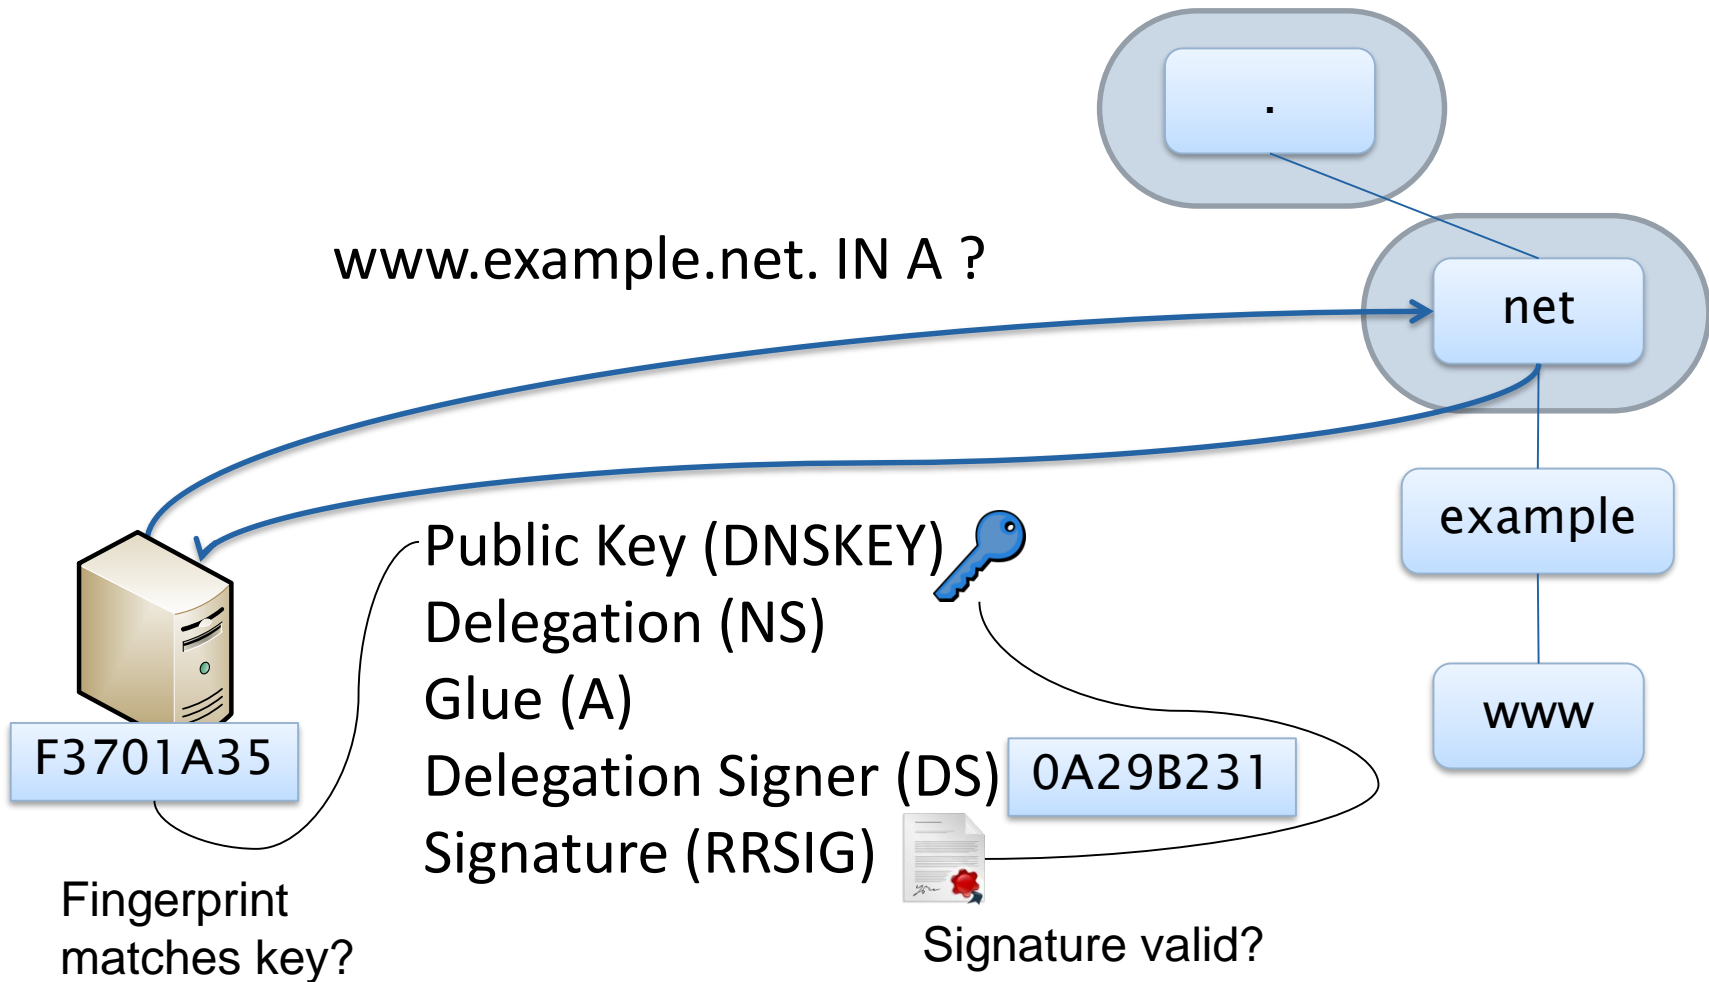 .
www.example.net. IN A ?
net
example
www
Public Key (DNSKEY)
Delegation (NS)
Glue (A)
Delegation Signer (DS) 0A29B231
Signature (RRSIG)
F3701A35
Fingerprint
matches key?
Signature valid?